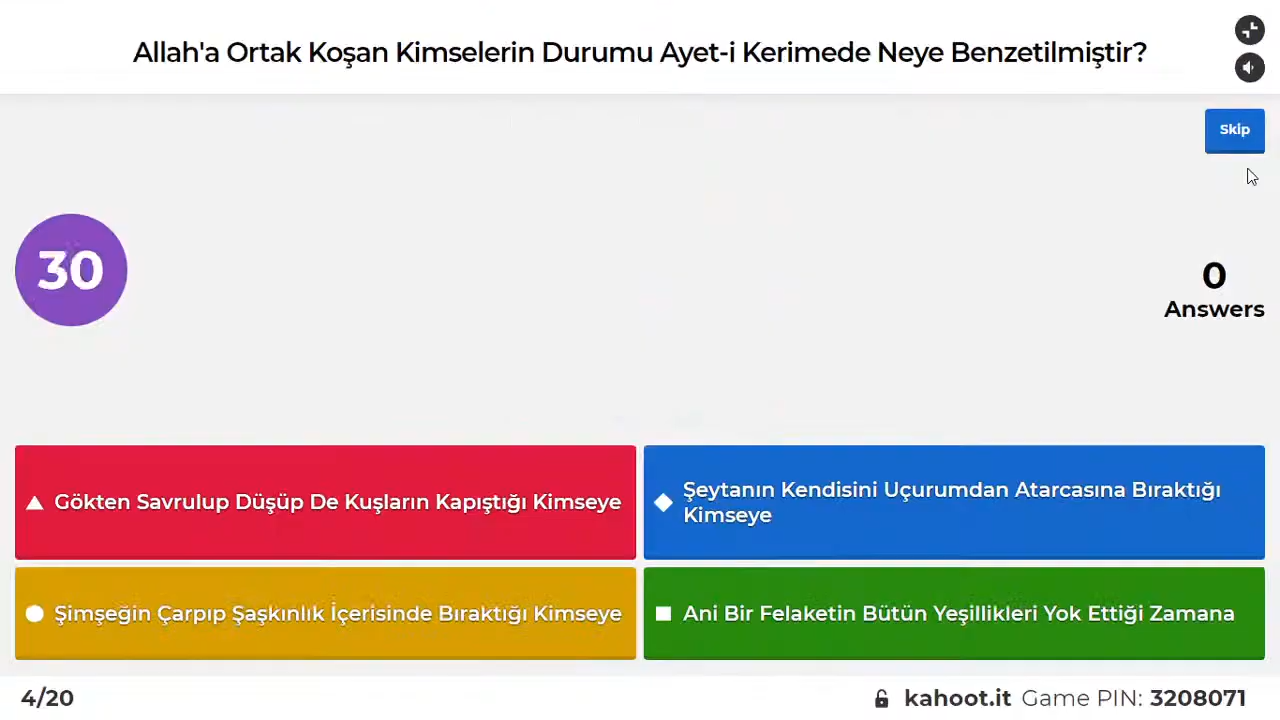 Allah'a Ortak Koşan Kimselerin Durumu Ayet-i Kerimede Neye Benzetilmiştir?
Skip
30
0
Answers
Gökten Savrulup Düşüp De Kuşların Kapıştığı Kimseye
Şeytanın Kendisini Uçurumdan Atarcasına Bıraktığı
Kimseye
Şimşeğin Çarpıp Şaşkınlık İçerisinde Bıraktığı Kimseye
Ani Bir Felaketin Bütün Yeşillikleri Yok Ettiği Zamana
4/20
kahoot.it Game PIN: 3208071